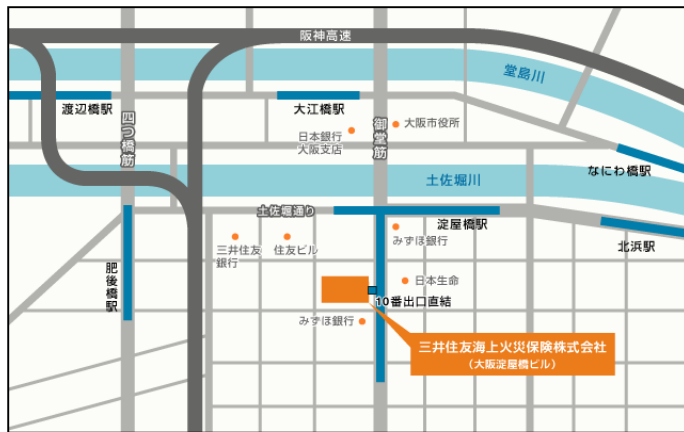 阪神高速
堂島川
渡辺橋駅
大江橋駅
四つ橋筋
御堂筋
大阪市役所
日本銀行
大阪支店
なにわ橋駅
土佐堀川
土佐堀通り
淀屋橋駅
みずほ銀行
北浜駅
三井住友
銀行
住友ビル
肥後橋駅
日本生命
10番出口直結
みずほ銀行
三井住友海上火災保険株式会社
（大阪淀屋橋ビル）